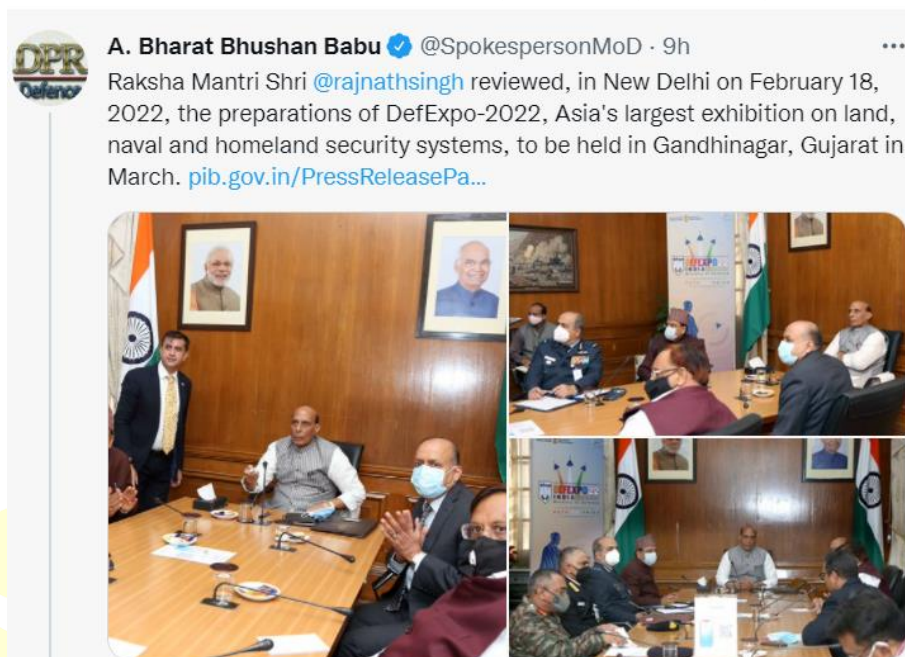 DPR
Defence
A. Bharat Bhushan Babu @SpokespersonMoD · 9h
Raksha Mantri Shri @rajnathsingh reviewed, in New Delhi on February 18,
2022, the preparations of DefExpo-2022, Asia's largest exhibition on land,
naval and homeland security systems, to be held in Gandhinagar, Gujarat in
March. pib.gov.in/PressReleasePa...
DEFEXPO
INDIA
DEFEXPO
INDIA